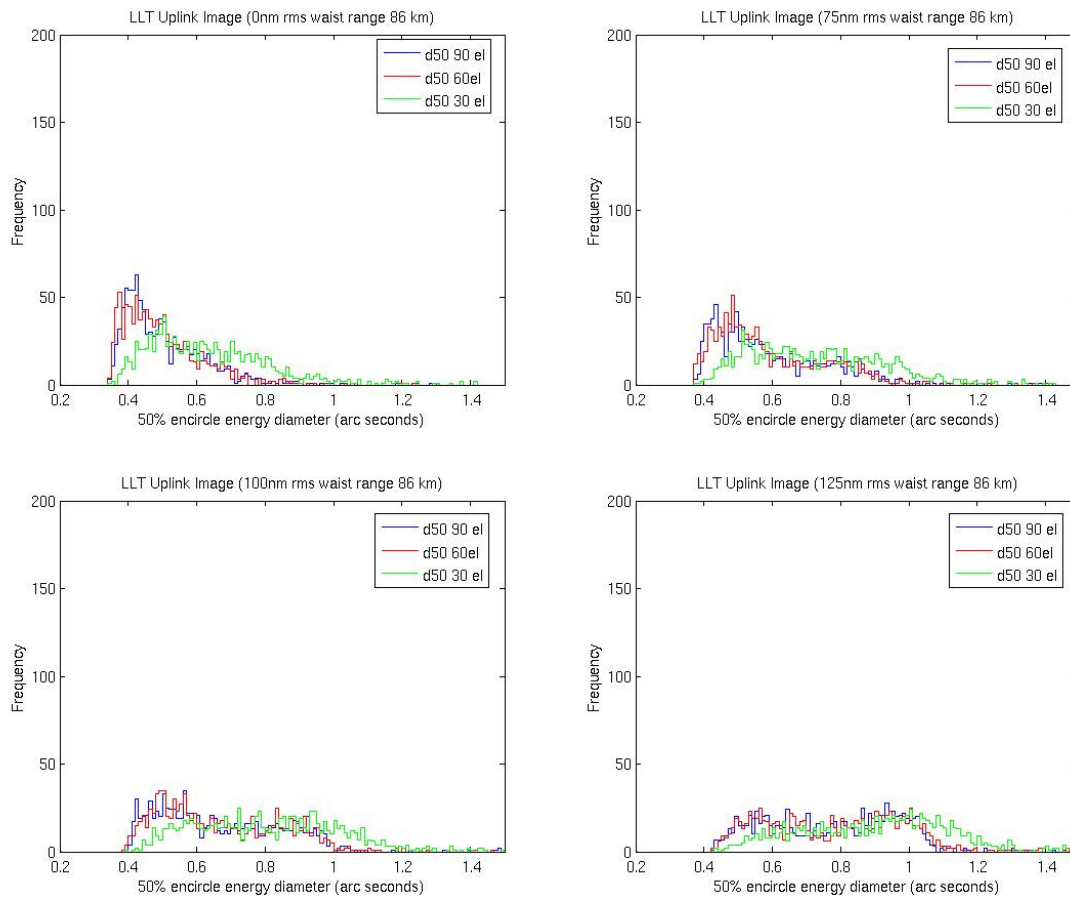 LLT Uplink Image (0nm rms waist range 86 km)
200
150
100
50
0
Frequency
d50 90 el
d50 60el
d50 30 el
0.2 0.4 0.6 0.8 1 1.2 1.4
50% encircle energy diameter (arc seconds)
LLT Uplink Image (75nm rms waist range 86 km)
200
150
100
50
0
Frequency
d50 90 el
d50 60el
d50 30 el
0.2 0.4 0.6 0.8 1 1.2 1.4
50% encircle energy diameter (arc seconds)
LLT Uplink Image (100nm rms waist range 86 km)
200
150
100
50
0
Frequency
d50 90 el
d50 60el
d50 30 el
0.2 0.4 0.6 0.8 1 1.2 1.4
50% encircle energy diameter (arc seconds)
LLT Uplink Image (125nm rms waist range 86 km)
200
150
100
50
0
Frequency
d50 90 el
d50 60el
d50 30 el
0.2 0.4 0.6 0.8 1 1.2 1.4
50% encircle energy diameter (arc seconds)